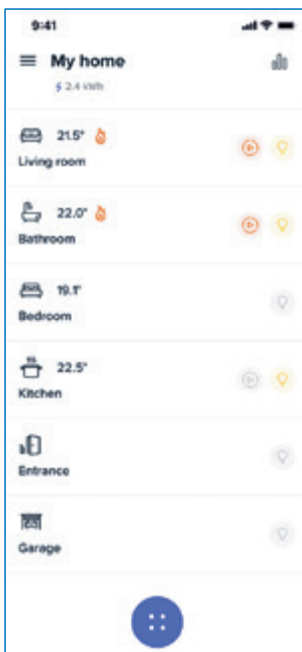 9:41
My home
2.4 kWh
21.5°
Living room
22.0°
Bathroom
19.1°
Bedroom
22.5°
Kitchen
Entrance
Garage